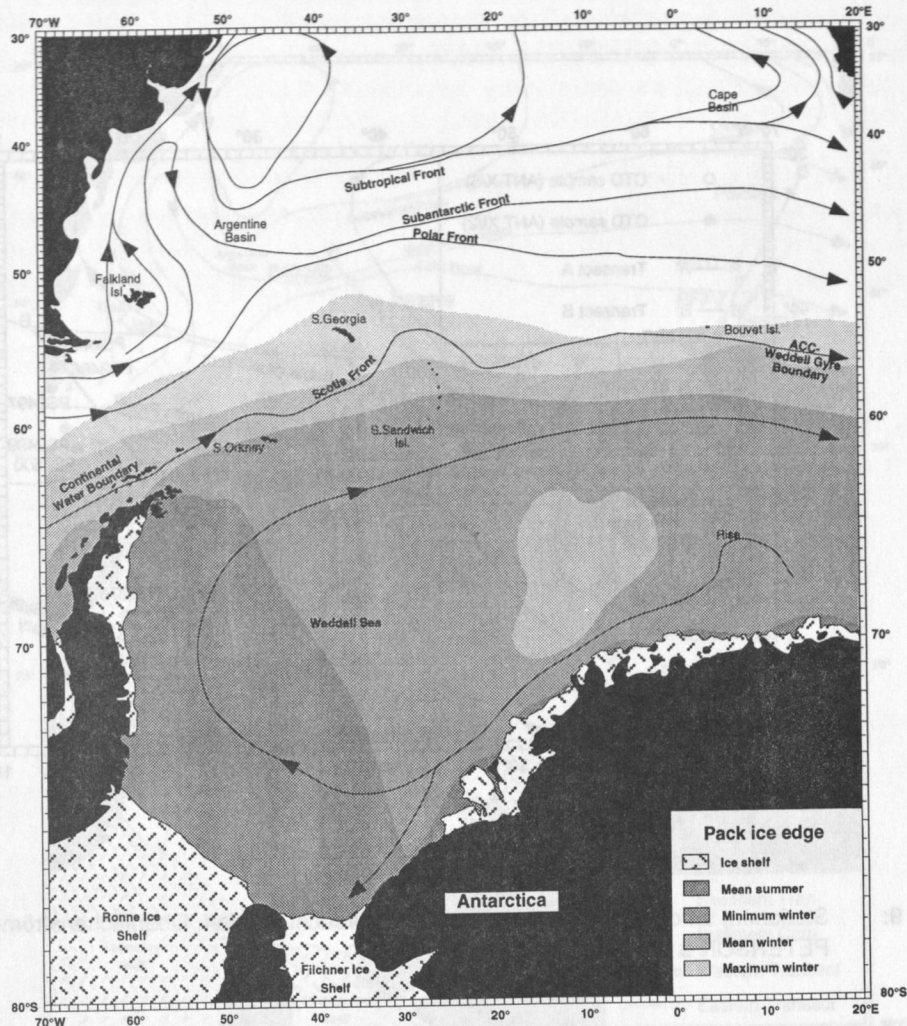 70°W 60° 50° 40° 30° 20° 10° 0° 10° 20°E
30° 30°
Cape
Basin
40° 40°
Subtropical Front
Subantarctic Front
Argentine
Basin
Polar Front
50° 50°
Falkland
Isl.
S.Georgia
Bouvet Isl.
ACC-
Weddell Gyre
Boundary
Scotia Front
60° 60°
S.Sandwich
Isl.
S.Orkney
Continental
Water Boundary
Rise
Weddell Sea
70° 70°
Pack ice edge
Ice shelf
Mean summer
Minimum winter
Mean winter
Maximum winter
Antarctica
Ronne Ice
Shelf
Filchner Ice
Shelf
80°S 80°S
70°W 60° 50° 40° 30° 20° 10° 0° 10° 20°E